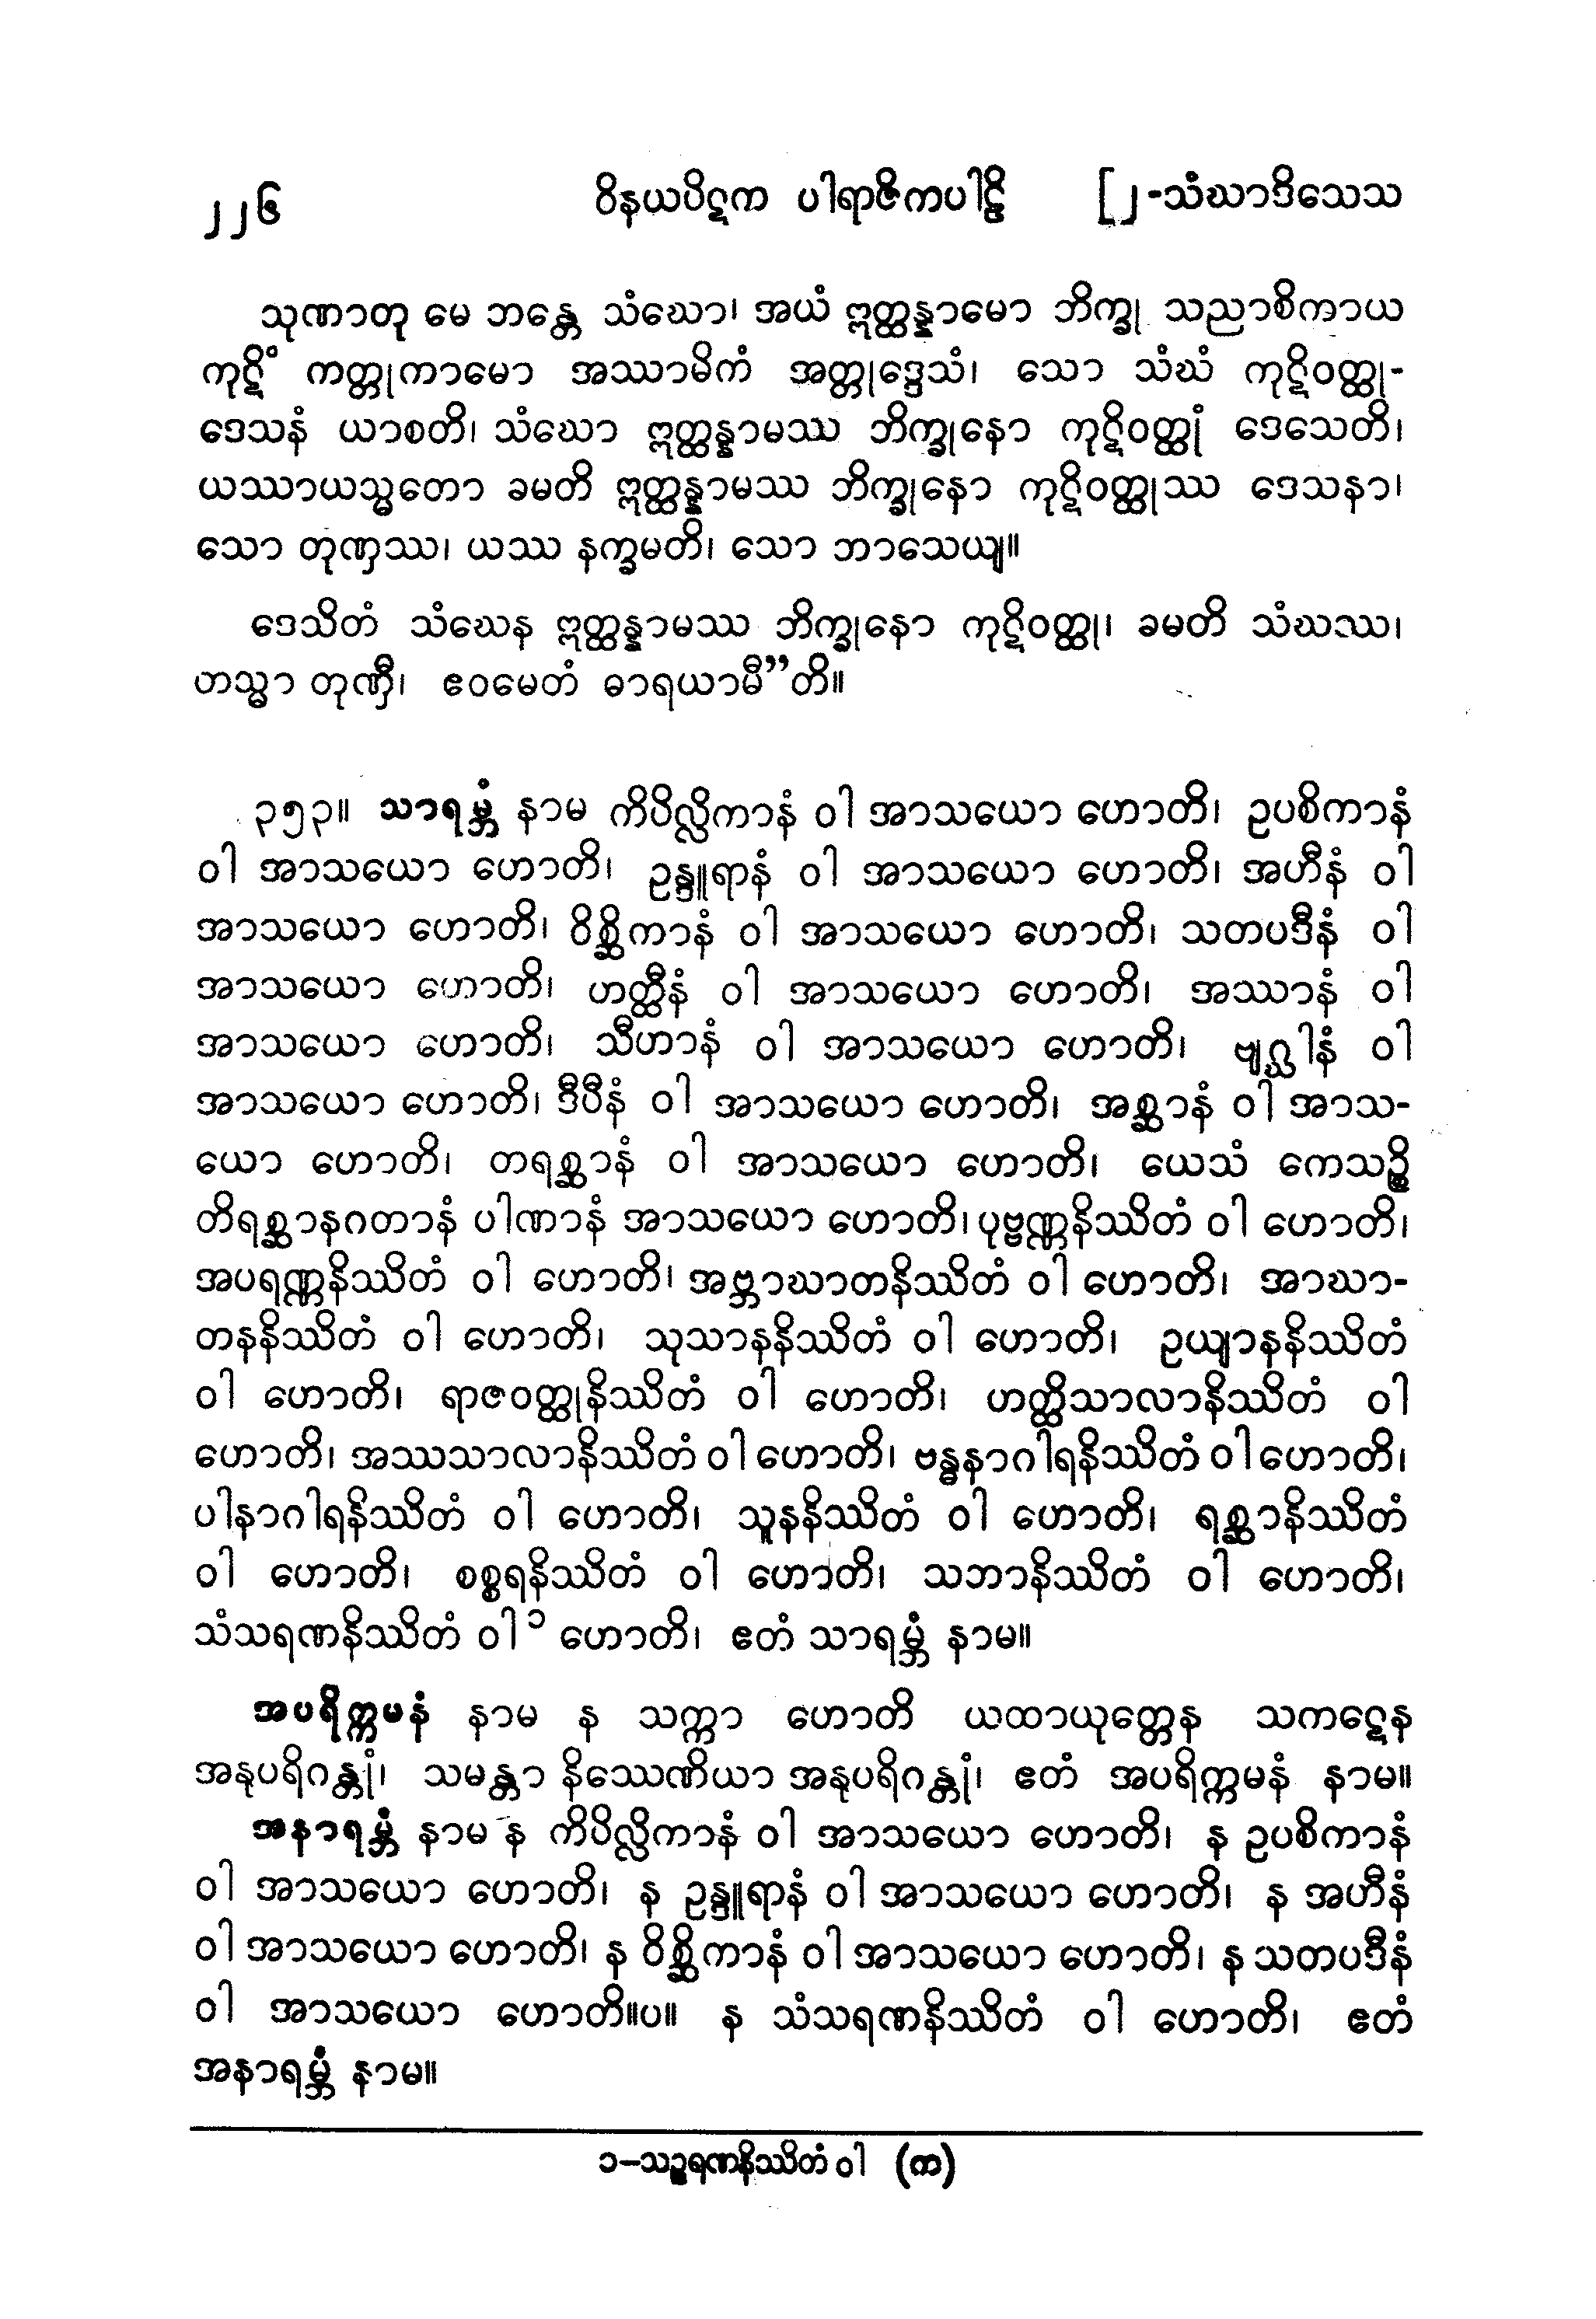 ၂၂၆ ဝိနယပိဋက ပါရာဇိကပါဠိ [၂-သံဃာဒိသေသ
သုဏာတု မေ ဘန္တေ သံဃော၊ အယံ ဣတ္ထန္နာမော ဘိက္ခု သညာစိကာယ
ကုဋိံ ကတ္တုကာမော အဿာမိကံ အတ္တုဒ္ဒေသံ၊ သော သံဃံ ကုဋိဝတ္ထု-
ဒေသနံ ယာစတိ၊ သံဃော ဣတ္ထန္နာမဿ ဘိက္ခုနော ကုဋိဝတ္ထုံ ဒေသေတိ၊
ယဿာယသ္မတော ခမတိ ဣတ္ထန္နာမဿ ဘိက္ခုနော ကုဋိဝတ္ထုဿ ဒေသနာ၊
သော တုဏှဿ၊ ယဿ နက္ခမတိ၊ သော ဘာသေယျ။
ဒေသိတံ သံဃေန ဣတ္ထန္နာမဿ ဘိက္ခုနော ကုဋိဝတ္ထု၊ ခမတိ သံဃဿ၊
တသ္မာ တုဏှီ၊ ဧဝမေတံ ဓာရယာမီ”တိ။
၃၅၃။ သာရမ္ဘံ နာမ ကိပိလ္လိကာနံ ဝါ အာသယော ဟောတိ၊ ဥပစိကာနံ
ဝါ အာသယော ဟောတိ၊ ဥန္ဒူရာနံ ဝါ အာသယော ဟောတိ၊ အဟီနံ ဝါ
အာသယော ဟောတိ၊ ဝိစ္ဆိကာနံ ဝါ အာသယော ဟောတိ၊ သတပဒီနံ ဝါ
အာသယော ဟောတိ၊ ဟတ္ထီနံ ဝါ အာသယော ဟောတိ၊ အဿာနံ ဝါ
အာသယော ဟောတိ၊ သီဟာနံ ဝါ အာသယော ဟောတိ၊ ဗျဂ္ဃါနံ ဝါ
အာသယော ဟောတိ၊ ဒီပီနံ ဝါ အာသယော ဟောတိ၊ အစ္ဆာနံ ဝါ အာသ-
ယော ဟောတိ၊ တရစ္ဆာနံ ဝါ အာသယော ဟောတိ၊ ယေသံ ကေသဉ္စိ
တိရစ္ဆာနဂတာနံ ပါဏာနံ အာသယော ဟောတိ၊ ပုဗ္ဗဏ္ဏနိဿိတံ ဝါ ဟောတိ၊
အပရဏ္ဏနိဿိတံ ဝါ ဟောတိ၊ အဗ္ဘာဃာတနိဿိတံ ဝါ ဟောတိ၊ အာဃာ-
တနနိဿိတံ ဝါ ဟောတိ၊ သုသာနနိဿိတံ ဝါ ဟောတိ၊ ဥယျာနနိဿိတံ
ဝါ ဟောတိ၊ ရာဇဝတ္ထုနိဿိတံ ဝါ ဟောတိ၊ ဟတ္ထိသာလာနိဿိတံ ဝါ
ဟောတိ၊ အဿသာလာနိဿိတံ ဝါ ဟောတိ၊ ဗန္ဓနာဂါရနိဿိတံ ဝါ ဟောတိ၊
ပါနာဂါရနိဿိတံ ဝါ ဟောတိ၊ သူနနိဿိတံ ဝါ ဟောတိ၊ ရစ္ဆာနိဿိတံ
ဝါ ဟောတိ၊ စစ္စရနိဿိတံ ဝါ ဟောတိ၊ သဘာနိဿိတံ ဝါ ဟောတိ၊
သံသရဏနိဿိတံ ဝါ ၁ ဟောတိ၊ ဧတံ သာရမ္ဘံ နာမ။
အပရိက္ကမနံ နာမ န သက္ကာ ဟောတိ ယထာယုတ္တေန သကဋေန
အနုပရိဂန္တုံ၊ သမန္တာ နိဿေဏိယာ အနုပရိဂန္တုံ၊ ဧတံ အပရိက္ကမနံ နာမ။
အနာရမ္ဘံ နာမ န ကိပိလ္လိကာနံ ဝါ အာသယော ဟောတိ၊ န ဥပစိကာနံ
ဝါ အာသယော ဟောတိ၊ န ဥန္ဒူရာနံ ဝါ အာသယော ဟောတိ၊ န အဟီနံ
ဝါ အာသယော ဟောတိ၊ န ဝိစ္ဆိကာနံ ဝါ အာသယော ဟောတိ၊ န သတပဒီနံ
ဝါ အာသယော ဟောတိ။ပ။ န သံသရဏနိဿိတံ ဝါ ဟောတိ၊ ဧတံ
အနာရမ္ဘံ နာမ။
၁–သဉ္စရဏနိဿိတံ ဝါ (က)